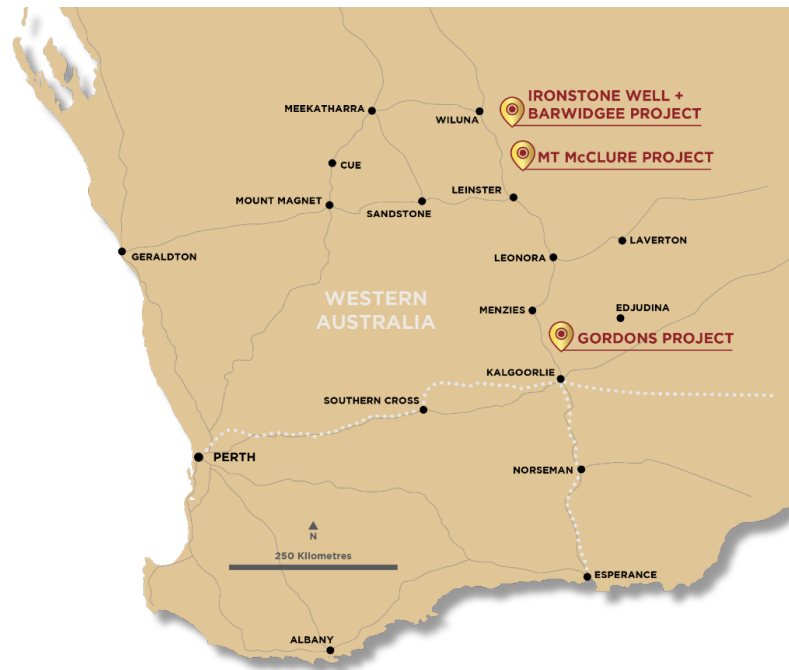 IRONSTONE WELL +
BARWIDGEE PROJECT
MEEKATHARRA
WILUNA
MT McCLURE PROJECT
CUE
LEINSTER
MOUNT MAGNET
SANDSTONE
LAVERTON
GERALDTON
LEONORA
WESTERN
AUSTRALIA
MENZIES
EDJUDINA
GORDONS PROJECT
KALGOORLIE
SOUTHERN CROSS
PERTH
NORSEMAN
N
250 Kilometres
ESPERANCE
ALBANY